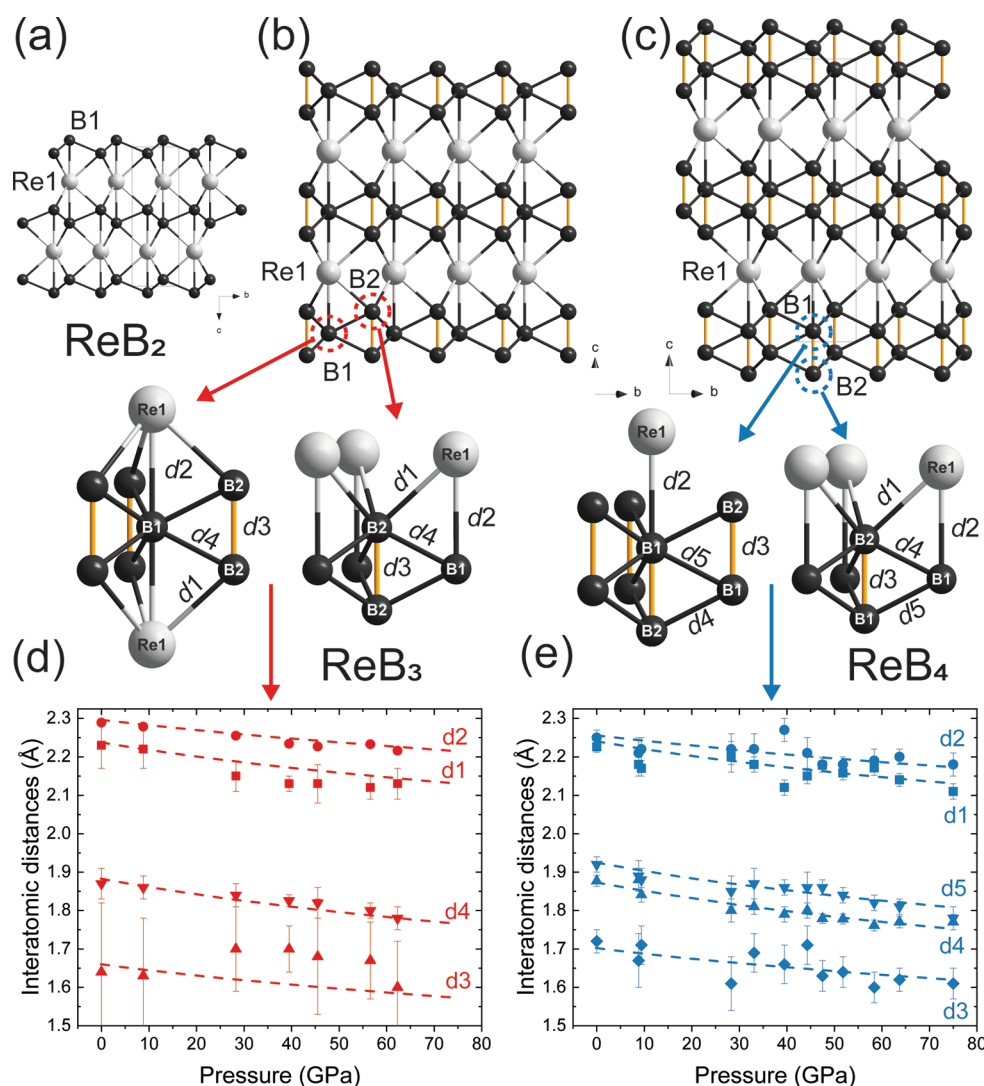 (a)
B1
Re1
b
c
ReB₂
(b)
Re1
B2
B1
c
b
(c)
Re1
B1
B2
c
b
Re1
d2
B2
B1
d4
d3
B2
d1
Re1
Re1
d1
d2
B2
d4
d3
B1
B2
ReB₃
Re1
d2
B2
B1
d3
d5
B1
d4
B2
Re1
d1
d2
B2
d4
d3
B1
B1
d5
ReB₄
(d)
Interatomic distances (Å)
2.3
2.2
2.1
2.0
1.9
1.8
1.7
1.6
1.5
d2
d1
d4
d3
0 10 20 30 40 50 60 70 80
Pressure (GPa)
(e)
Interatomic distances (Å)
2.3
2.2
2.1
2.0
1.9
1.8
1.7
1.6
1.5
d2
d1
d5
d4
d3
0 10 20 30 40 50 60 70 80
Pressure (GPa)